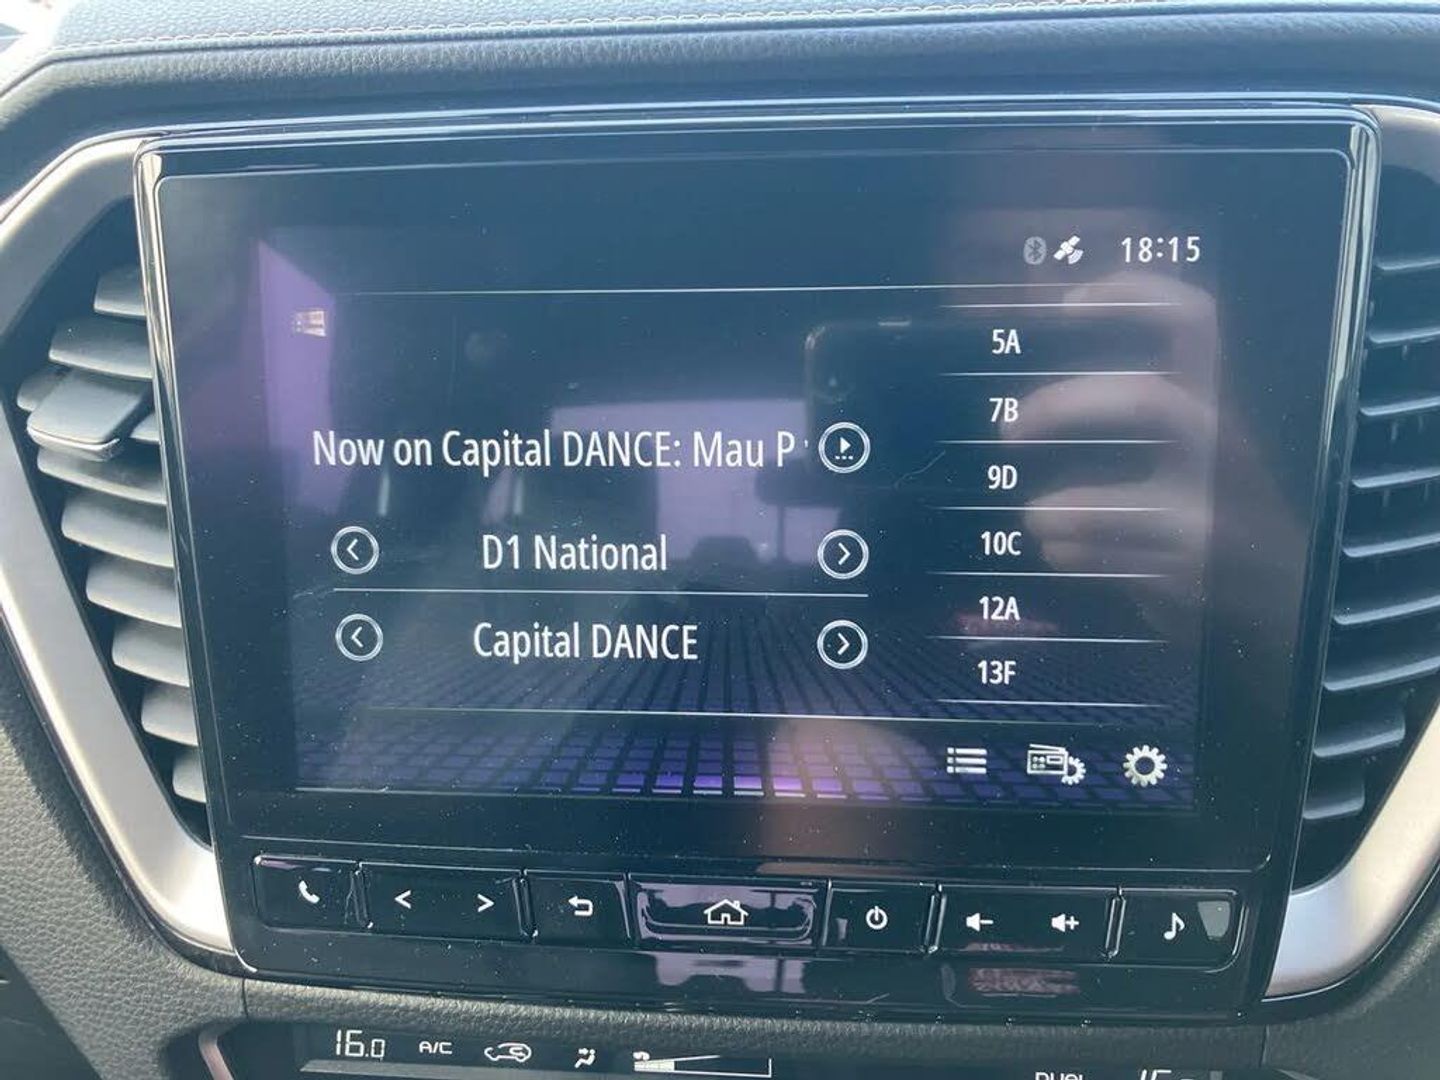 18:15
5A
7B
9D
10C
12A
13F
Now on Capital DANCE: Mau P
D1 National
Capital DANCE
16.0 A/C